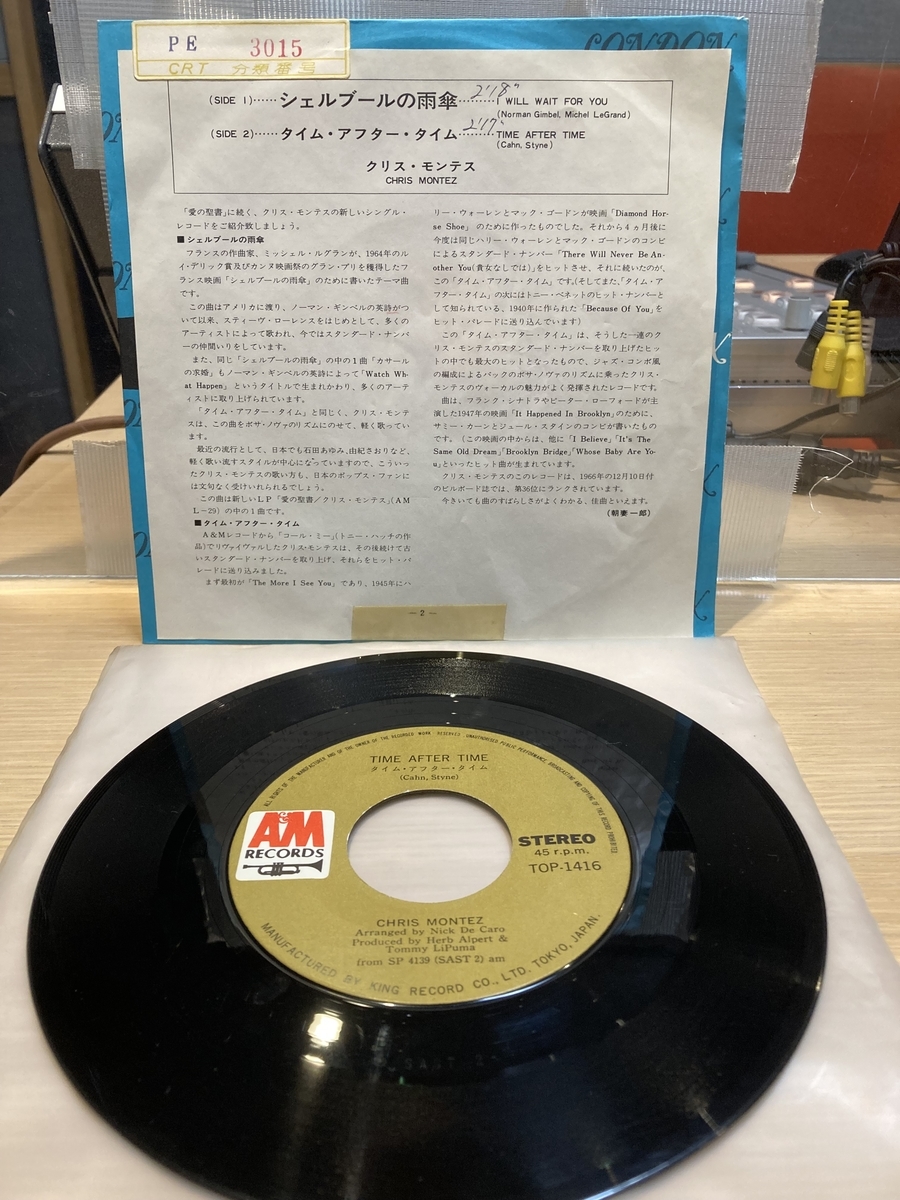 PE 3015
CRT 分類番号
LONDON
(SIDE 1)……シェルブールの雨傘………I WILL WAIT FOR YOU
2'18"
(Norman Gimbel, Michel LeGrand)
(SIDE 2)……タイム・アフター・タイム………TIME AFTER TIME
2'17"
(Cahn, Styne)
クリス・モンテス
CHRIS MONTEZ
「愛の聖書」に続く、クリス・モンテスの新しいシングル・
レコードをご紹介致しましょう。
■シェルブールの雨傘
フランスの作曲家、ミッシェル・ルグランが、1964年のル
イ・デリック賞及びカンヌ映画祭のグラン・プリを獲得したフ
ランス映画「シェルブールの雨傘」のために書いたテーマ曲
です。
この曲はアメリカに渡り、ノーマン・ギンベルの英詩がつ
いて以来、スティーヴ・ローレンスをはじめとして、多くの
アーティストによって歌われ、今ではスタンダード・ナンバ
ーの仲間いりをしています。
また、同じ「シェルブールの雨傘」の中の1曲「カサール
の求婚」もノーマン・ギンベルの英詩によって「Watch Wh-
at Happen」というタイトルで生まれかわり、多くのアーテ
ィストに取り上げられています。
「タイム・アフター・タイム」と同じく、クリス・モンテ
スは、この曲をボサ・ノヴァのリズムにのせて、軽く歌ってい
ます。
最近の流行として、日本でも石田あゆみ、由紀さおりなど、
軽く歌い流すスタイルが中心になっていますので、こういっ
たクリス・モンテスの歌い方も、日本のポップス・ファンに
は文句なく受けいれられるでしょう。
この曲は新しいLP「愛の聖書/クリス・モンテス」(AM
L-29)の中の1曲です。
■タイム・アフター・タイム
A&Mレコードから「コール・ミー」(トニー・ハッチの作
品)でリヴァイヴァルしたクリス・モンテスは、その後続けて古
いスタンダード・ナンバーを取り上げ、それらをヒット・パ
レードに送り込みました。
まず最初が「The More I See You」であり、1945年にハ
リー・ウォーレンとマック・ゴードンが映画「Diamond Hor-
se Shoe」のために作ったものでした。それから4ヵ月後に
今度は同じハリー・ウォーレンとマック・ゴードンのコンビ
によるスタンダード・ナンバー「There Will Never Be An-
other You(貴女なしでは)」をヒットさせ、それに続いたのが、
この「タイム・アフター・タイム」です。(そしてまた、「タイム・ア
フター・タイム」の次にはトニー・ベネットのヒット・ナンバーと
して知られている、1940年に作られた「Because Of You」を
ヒット・パレードに送り込んでいます)
この「タイム・アフター・タイム」は、そうした一連のク
リス・モンテスのスタンダード・ナンバーを取り上げたヒッ
トの中でも最大のヒットとなったもので、ジャズ・コンボ風
の編成によるバックのボサ・ノヴァのリズムに乗ったクリス・
モンテスのヴォーカルの魅力がよく発揮されたレコードです。
曲は、フランク・シナトラやピーター・ローフォードが主
演した1947年の映画「It Happened In Brooklyn」のために、
サミー・カーンとジュール・スタインのコンビが書いたもの
です。(この映画の中からは、他に「I Believe」「It's The
Same Old Dream」「Brooklyn Bridge」「Whose Baby Are Yo-
u」といったヒット曲が生まれています。
クリス・モンテスのこのレコードは、1966年の12月10日付
のビルボード誌では、第36位にランクされています。
今きいても曲のすばらしさがよくわかる、佳曲といえます。
(朝妻一郎)
— 2 —
ALL RIGHTS OF THE MANUFACTURER AND OF THE OWNER OF THE RECORDED WORK RESERVED. UNAUTHORISED PUBLIC PERFORMANCE, BROADCASTING AND COPYING OF THIS RECORD PROHIBITED
TIME AFTER TIME
タイム・アフター・タイム
(Cahn, Styne)
A&M
RECORDS
STEREO
45 r.p.m.
TOP-1416
CHRIS MONTEZ
Arranged by Nick De Caro
Produced by Herb Alpert &
Tommy LiPuma
from SP 4139 (SAST 2) am
MANUFACTURED BY KING RECORD CO., LTD. TOKYO, JAPAN.
SAST 2